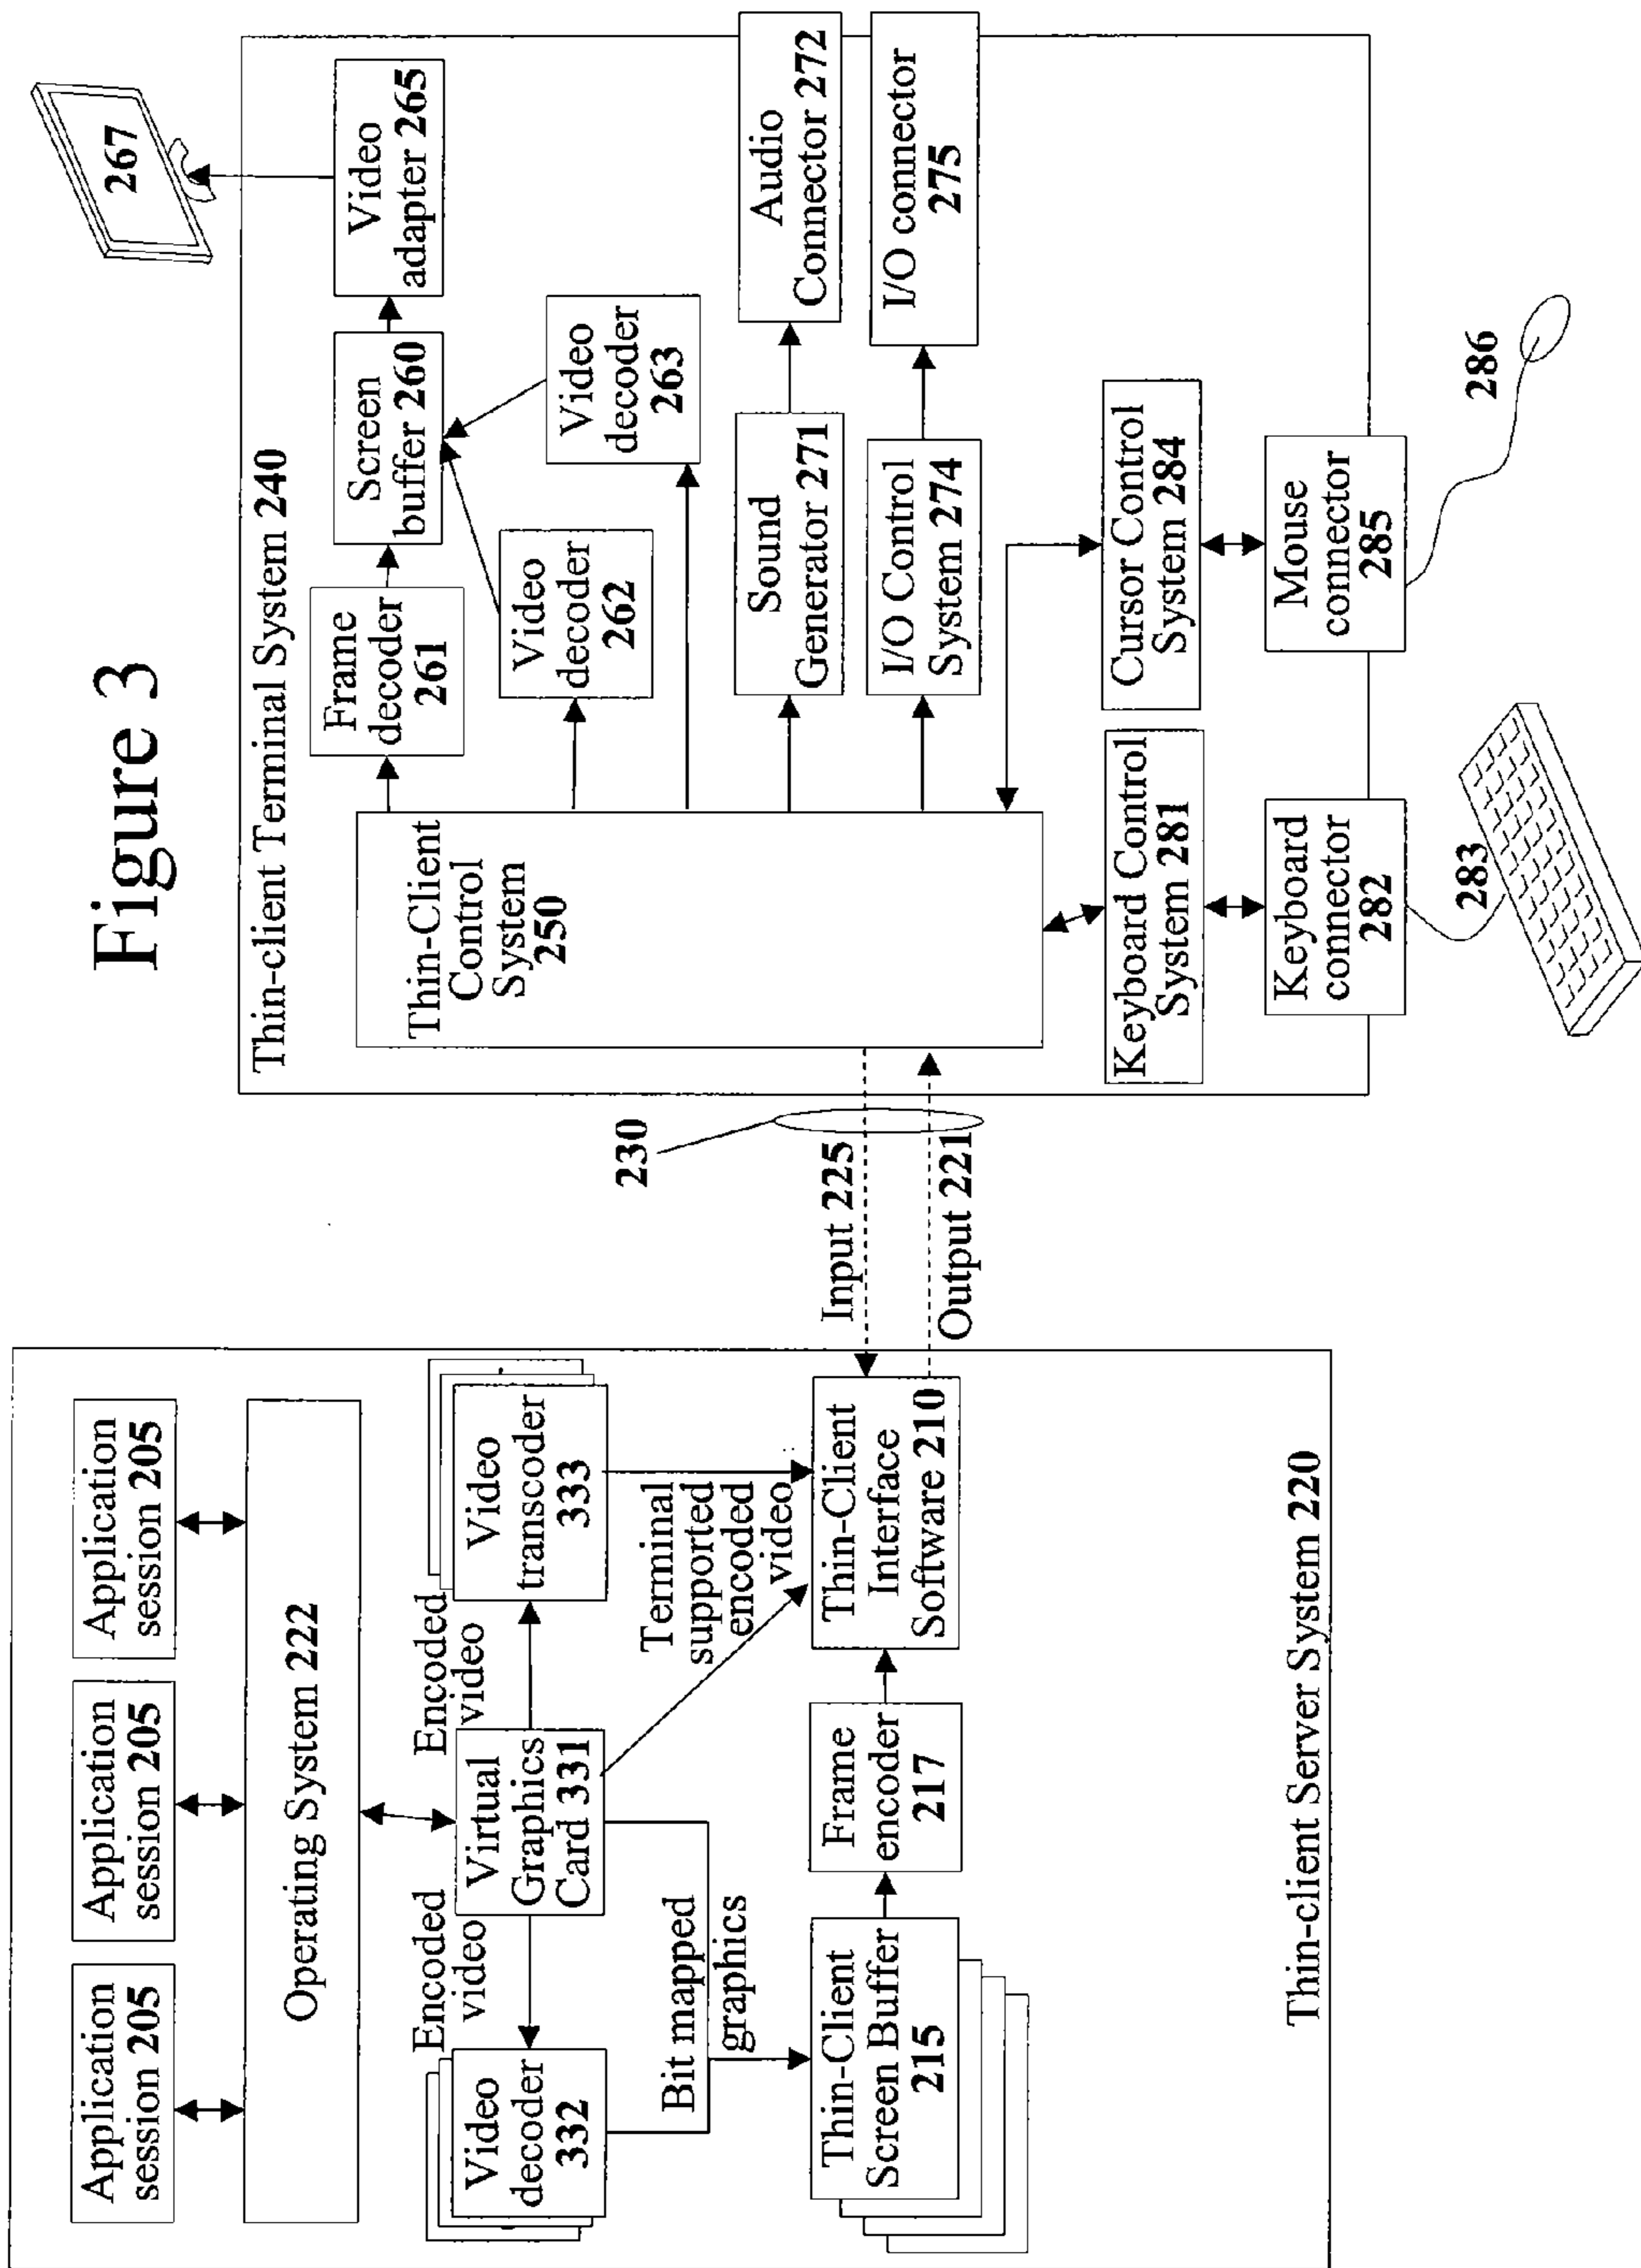 Figure 3
Application
session 205
Application
session 205
Application
session 205
Operating System 222
Encoded
video
Encoded
video
Video
decoder
332
Virtual
Graphics
Card 331
Video
transcoder
333
Bit mapped
graphics
Terminal
supported
encoded
video
Thin-Client
Screen Buffer
215
Frame
encoder
217
Thin-Client
Interface
Software 210
Thin-client Server System 220
230
Input 225
Output 221
Thin-client Terminal System 240
Thin-Client
Control
System
250
Frame
decoder
261
Screen
buffer 260
Video
adapter 265
267
Video
decoder
262
Video
decoder
263
Sound
Generator 271
Audio
Connector 272
I/O Control
System 274
I/O connector
275
Keyboard Control
System 281
Cursor Control
System 284
Keyboard
connector
282
Mouse
connector
285
283
286